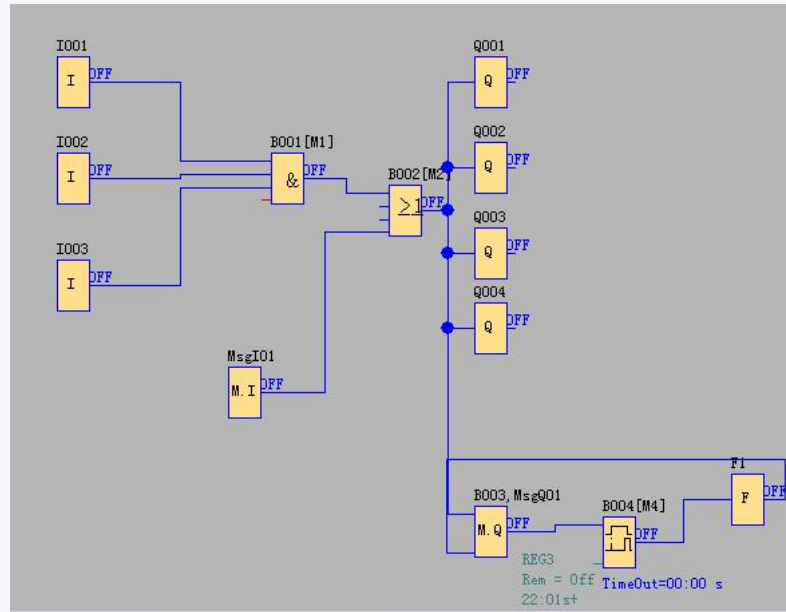 I001
I
OFF
I002
I
OFF
I003
I
OFF
B001[M1]
&
OFF
MsgI01
M.I
OFF
B002[M2]
≥1
OFF
Q001
Q
OFF
Q002
Q
OFF
Q003
Q
OFF
Q004
Q
OFF
B003,MsgQ01
M.Q
OFF
B004[M4]
OFF
REG3
Rem = Off
22:01s+
TimeOut=00:00 s
F1
F
OFF